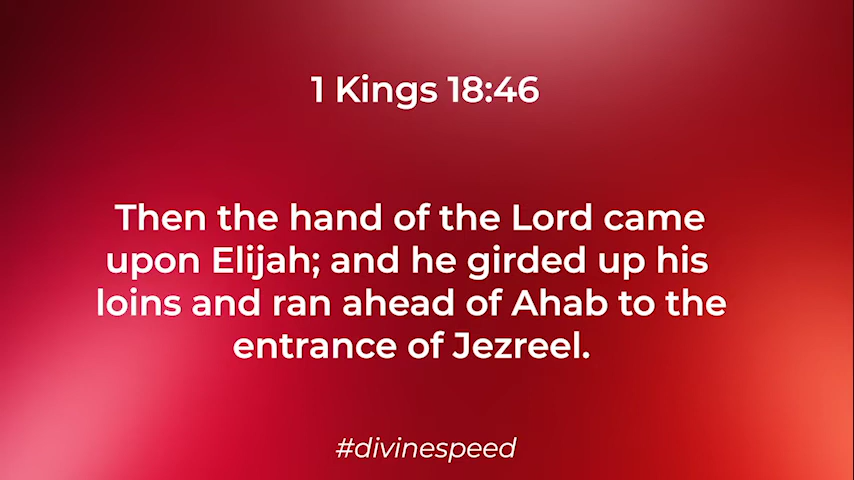 1 Kings 18:46
Then the hand of the Lord came
upon Elijah; and he girded up his
loins and ran ahead of Ahab to the
entrance of Jezreel.
#divinespeed